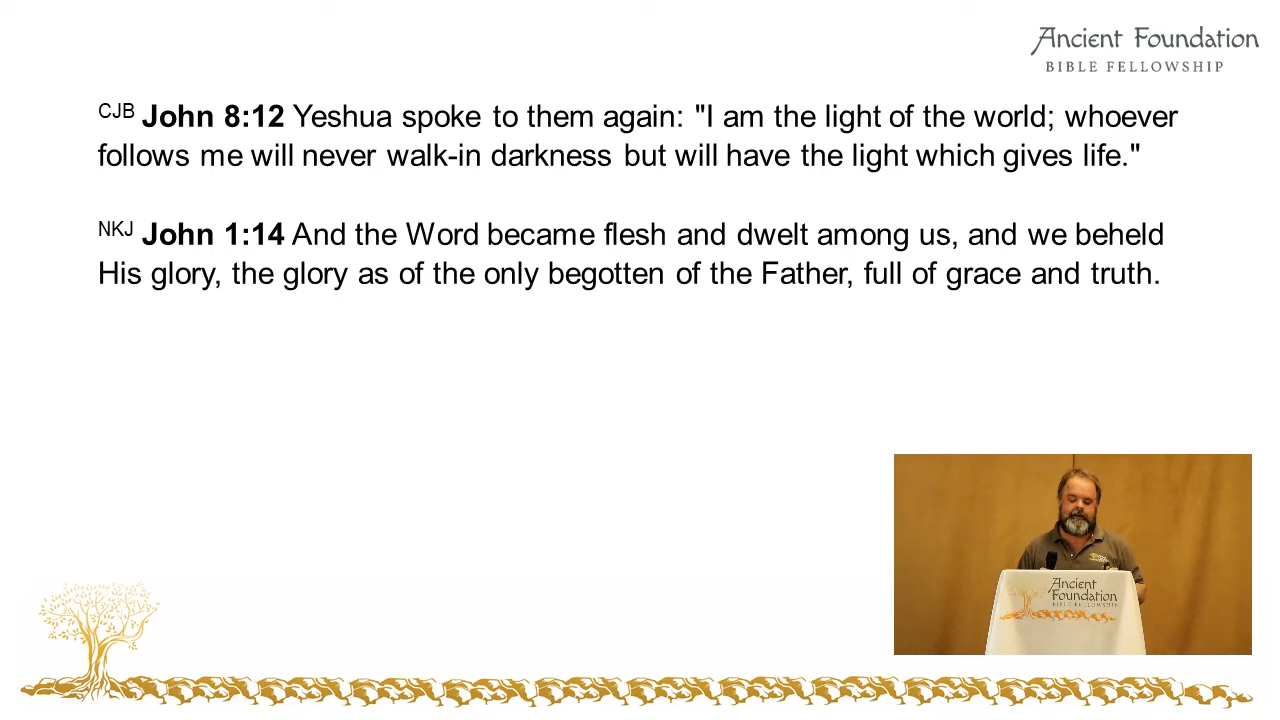 Ancient Foundation
BIBLE FELLOWSHIP
CJB John 8:12 Yeshua spoke to them again: "I am the light of the world; whoever
follows me will never walk-in darkness but will have the light which gives life."
NKJ John 1:14 And the Word became flesh and dwelt among us, and we beheld
His glory, the glory as of the only begotten of the Father, full of grace and truth.
Ancient
Foundation
BIBLE FELLOWSHIP